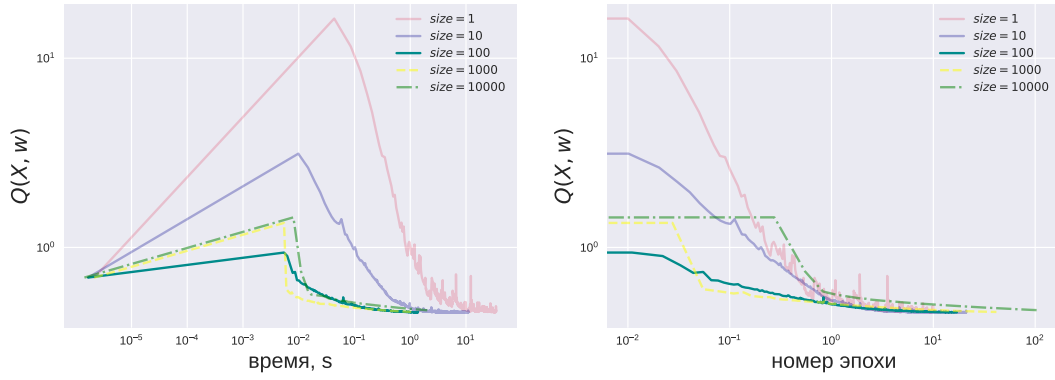 Q(X, w)
10¹
10⁰
size = 1
size = 10
size = 100
size = 1000
size = 10000
10⁻⁵
10⁻⁴
10⁻³
10⁻²
10⁻¹
10⁰
10¹
время, s
Q(X, w)
10¹
10⁰
size = 1
size = 10
size = 100
size = 1000
size = 10000
10⁻²
10⁻¹
10⁰
10¹
10²
номер эпохи